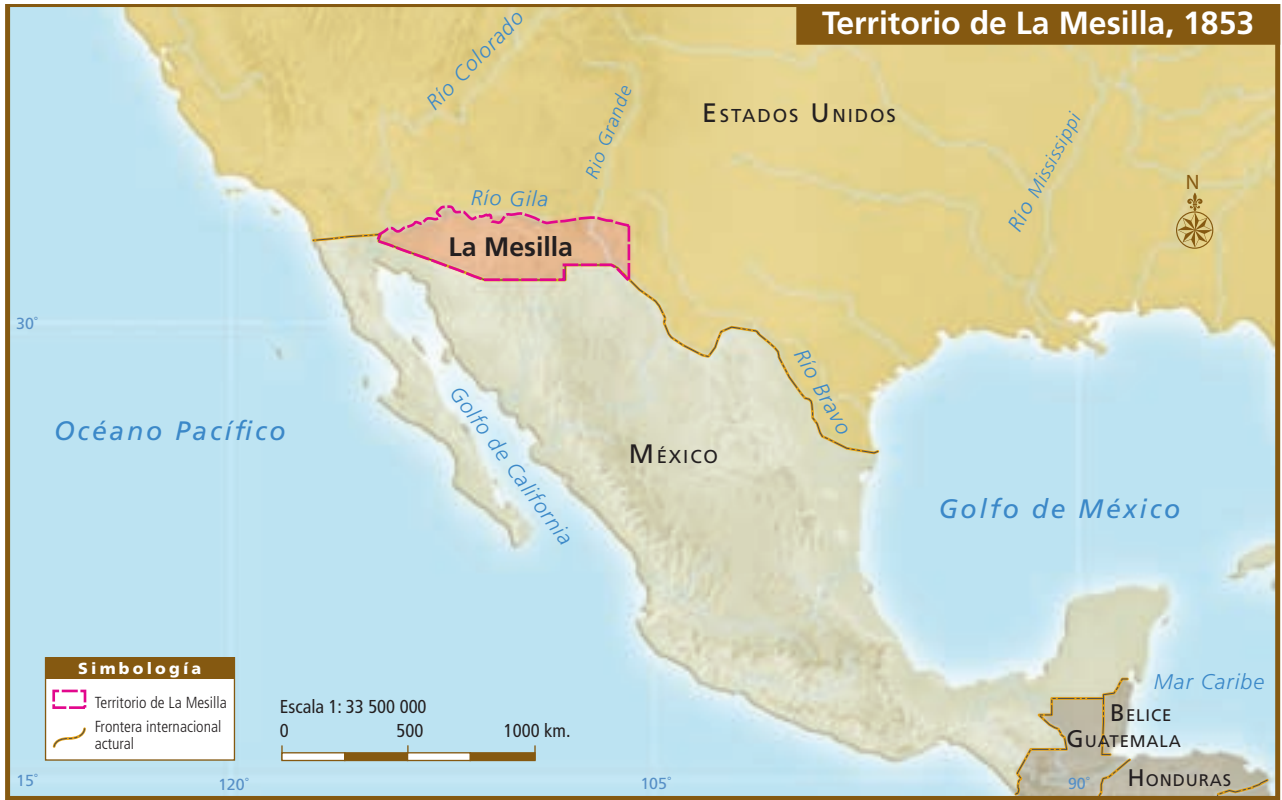 Territorio de La Mesilla, 1853
Río Colorado
Rio Grande
ESTADOS UNIDOS
Río Mississippi
N
Río Gila
La Mesilla
30°
Río Bravo
Océano Pacífico
Golfo de California
MÉXICO
Golfo de México
Simbología
Territorio de La Mesilla
Frontera internacional
actural
Escala 1: 33 500 000
0 500 1000 km.
Mar Caribe
BELICE
GUATEMALA
HONDURAS
15°
120°
105°
90°